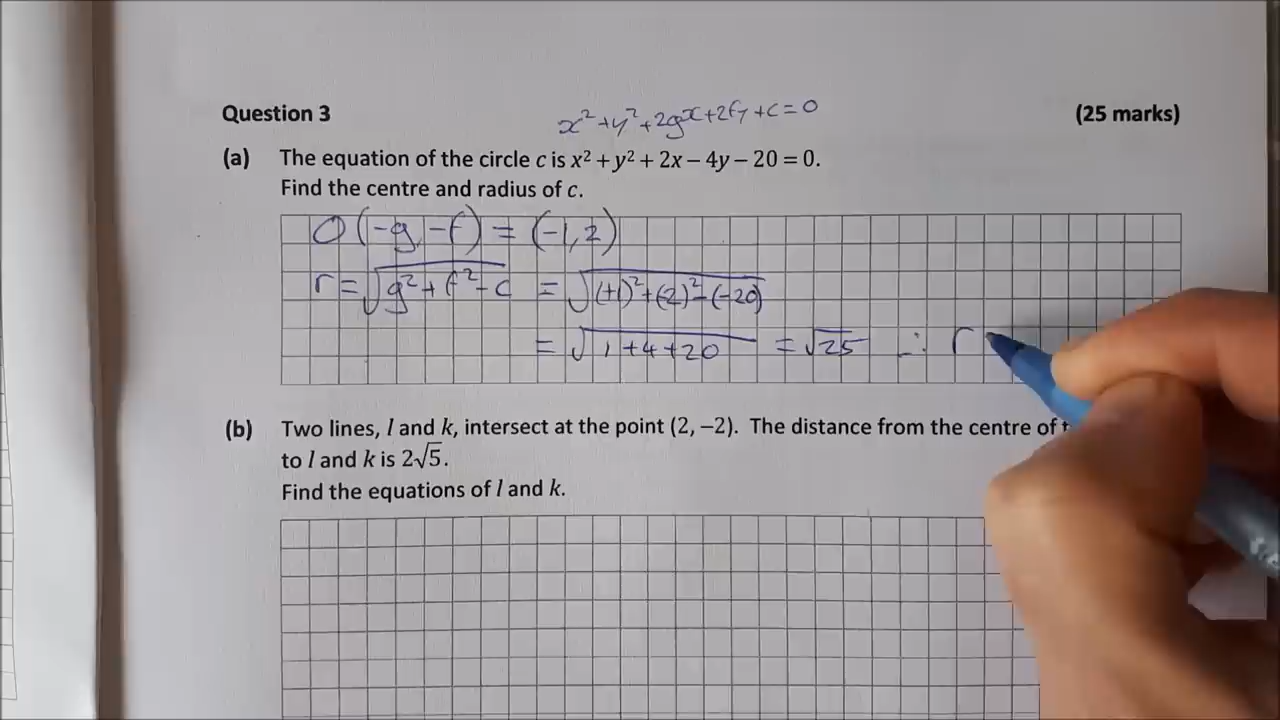 Question 3 x²+y²+2gx+2fy+c=0 (25 marks)
(a) The equation of the circle c is x² + y² + 2x − 4y − 20 = 0.
Find the centre and radius of c.
O(-g,-f) = (-1,2)
r = √g²+f²-c = √(+1)²+(-2)²-(-20)
= √1+4+20 = √25 ∴ r
(b) Two lines, l and k, intersect at the point (2, −2). The distance from the centre of
to l and k is 2√5.
Find the equations of l and k.